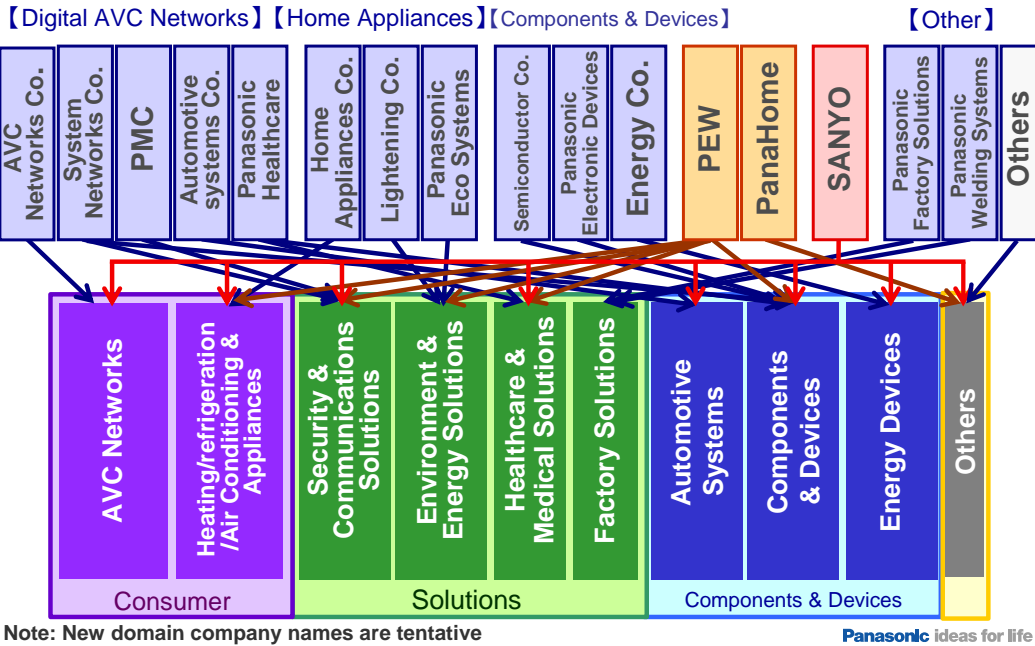 【Digital AVC Networks】
【Home Appliances】
【Components & Devices】
【Other】
AVC
Networks Co.
System
Networks Co.
PMC
Automotive
systems Co.
Panasonic
Healthcare
Home
Appliances Co.
Lightening Co.
Panasonic
Eco Systems
Semiconductor Co.
Panasonic
Electronic Devices
Energy Co.
PEW
PanaHome
SANYO
Panasonic
Factory Solutions
Panasonic
Welding Systems
Others
AVC Networks
Heating/refrigeration
/Air Conditioning &
Appliances
Security &
Communications
Solutions
Environment &
Energy Solutions
Healthcare &
Medical Solutions
Factory Solutions
Automotive
Systems
Components
& Devices
Energy Devices
Others
Consumer
Solutions
Components & Devices
Note: New domain company names are tentative
Panasonic ideas for life